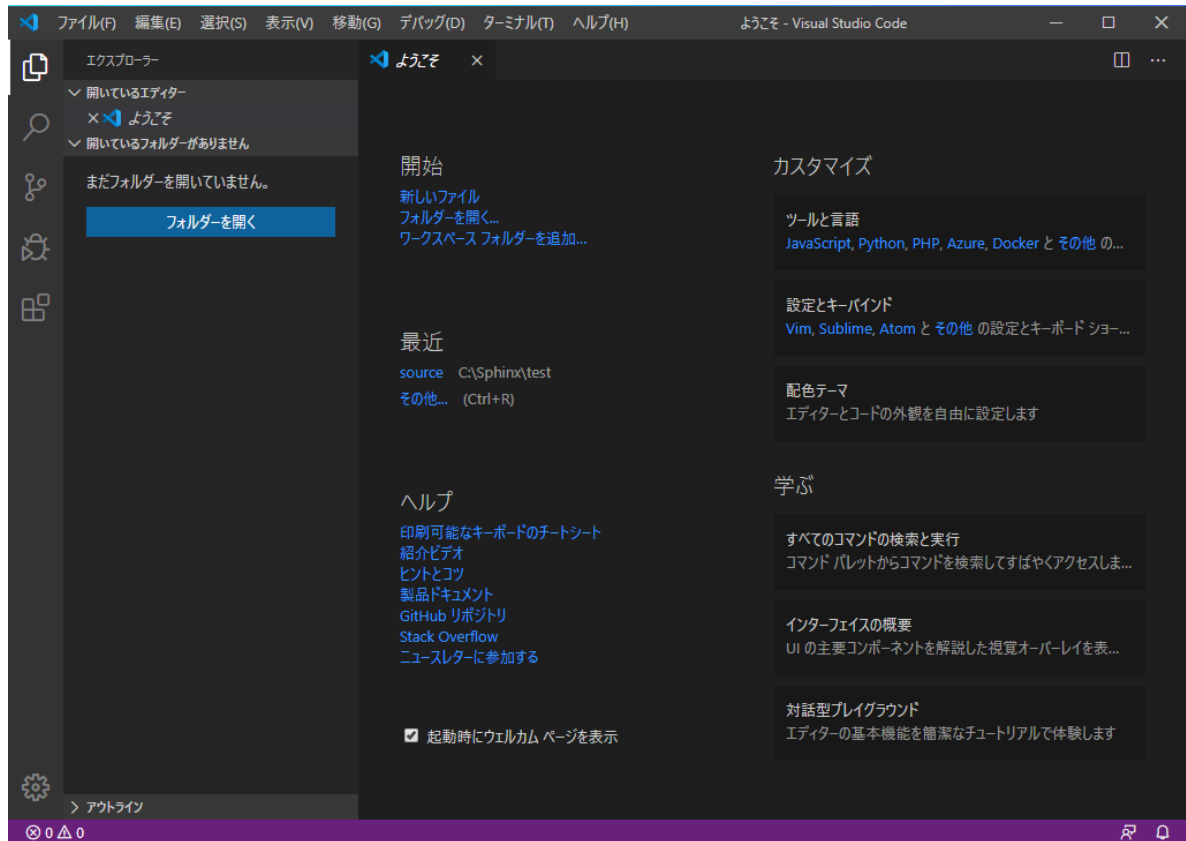 ファイル(F) 編集(E) 選択(S) 表示(V) 移動(G) デバッグ(D) ターミナル(T) ヘルプ(H) ようこそ - Visual Studio Code
エクスプローラー
開いているエディター
ようこそ
開いているフォルダーがありません
まだフォルダーを開いていません。
フォルダーを開く
アウトライン
ようこそ
開始
新しいファイル
フォルダーを開く...
ワークスペース フォルダーを追加...
最近
source C:\Sphinx\test
その他... (Ctrl+R)
ヘルプ
印刷可能なキーボードのチートシート
紹介ビデオ
ヒントとコツ
製品ドキュメント
GitHub リポジトリ
Stack Overflow
ニュースレターに参加する
起動時にウェルカム ページを表示
カスタマイズ
ツールと言語
JavaScript, Python, PHP, Azure, Docker と その他 の...
設定とキーバインド
Vim, Sublime, Atom と その他 の設定とキーボード ショー...
配色テーマ
エディターとコードの外観を自由に設定します
学ぶ
すべてのコマンドの検索と実行
コマンド パレットからコマンドを検索してすばやくアクセスしま...
インターフェイスの概要
UI の主要コンポーネントを解説した視覚オーバーレイを表...
対話型プレイグラウンド
エディターの基本機能を簡潔なチュートリアルで体験します
0 0